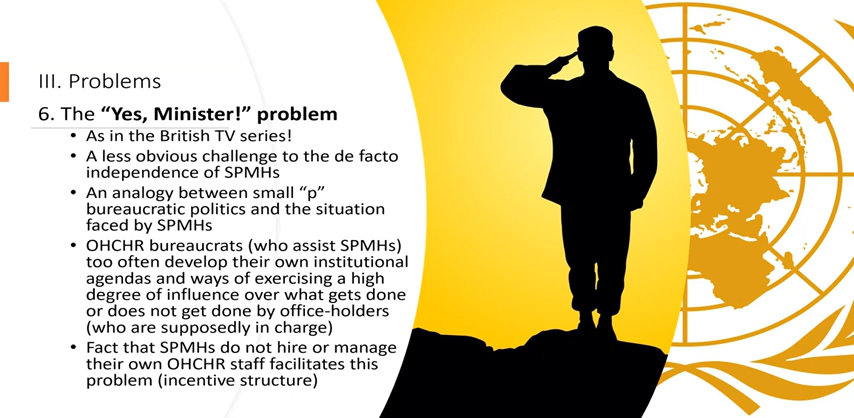 III. Problems
6. The “Yes, Minister!” problem
• As in the British TV series!
• A less obvious challenge to the de facto
independence of SPMHs
• An analogy between small “p”
bureaucratic politics and the situation
faced by SPMHs
• OHCHR bureaucrats (who assist SPMHs)
too often develop their own institutional
agendas and ways of exercising a high
degree of influence over what gets done
or does not get done by office-holders
(who are supposedly in charge)
• Fact that SPMHs do not hire or manage
their own OHCHR staff facilitates this
problem (incentive structure)